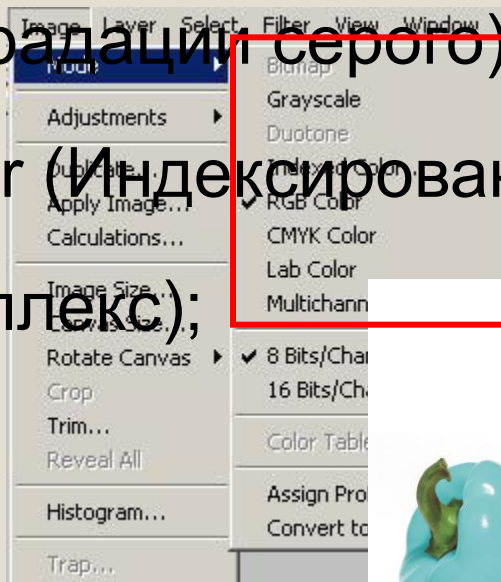 Image Layer Select Filter View Window
радации серого)
Mode
Bitmap
Grayscale
Adjustments
Duotone
Duplicate...
Indexed Color...
r (Индексирован
Apply Image...
RGB Color
Calculations...
CMYK Color
Lab Color
Image Size...
Multichann
плекс);
Canvas Size...
Rotate Canvas
8 Bits/Cha
Crop
16 Bits/Ch
Trim...
Color Table
Reveal All
Assign Pro
Histogram...
Convert to
Trap...